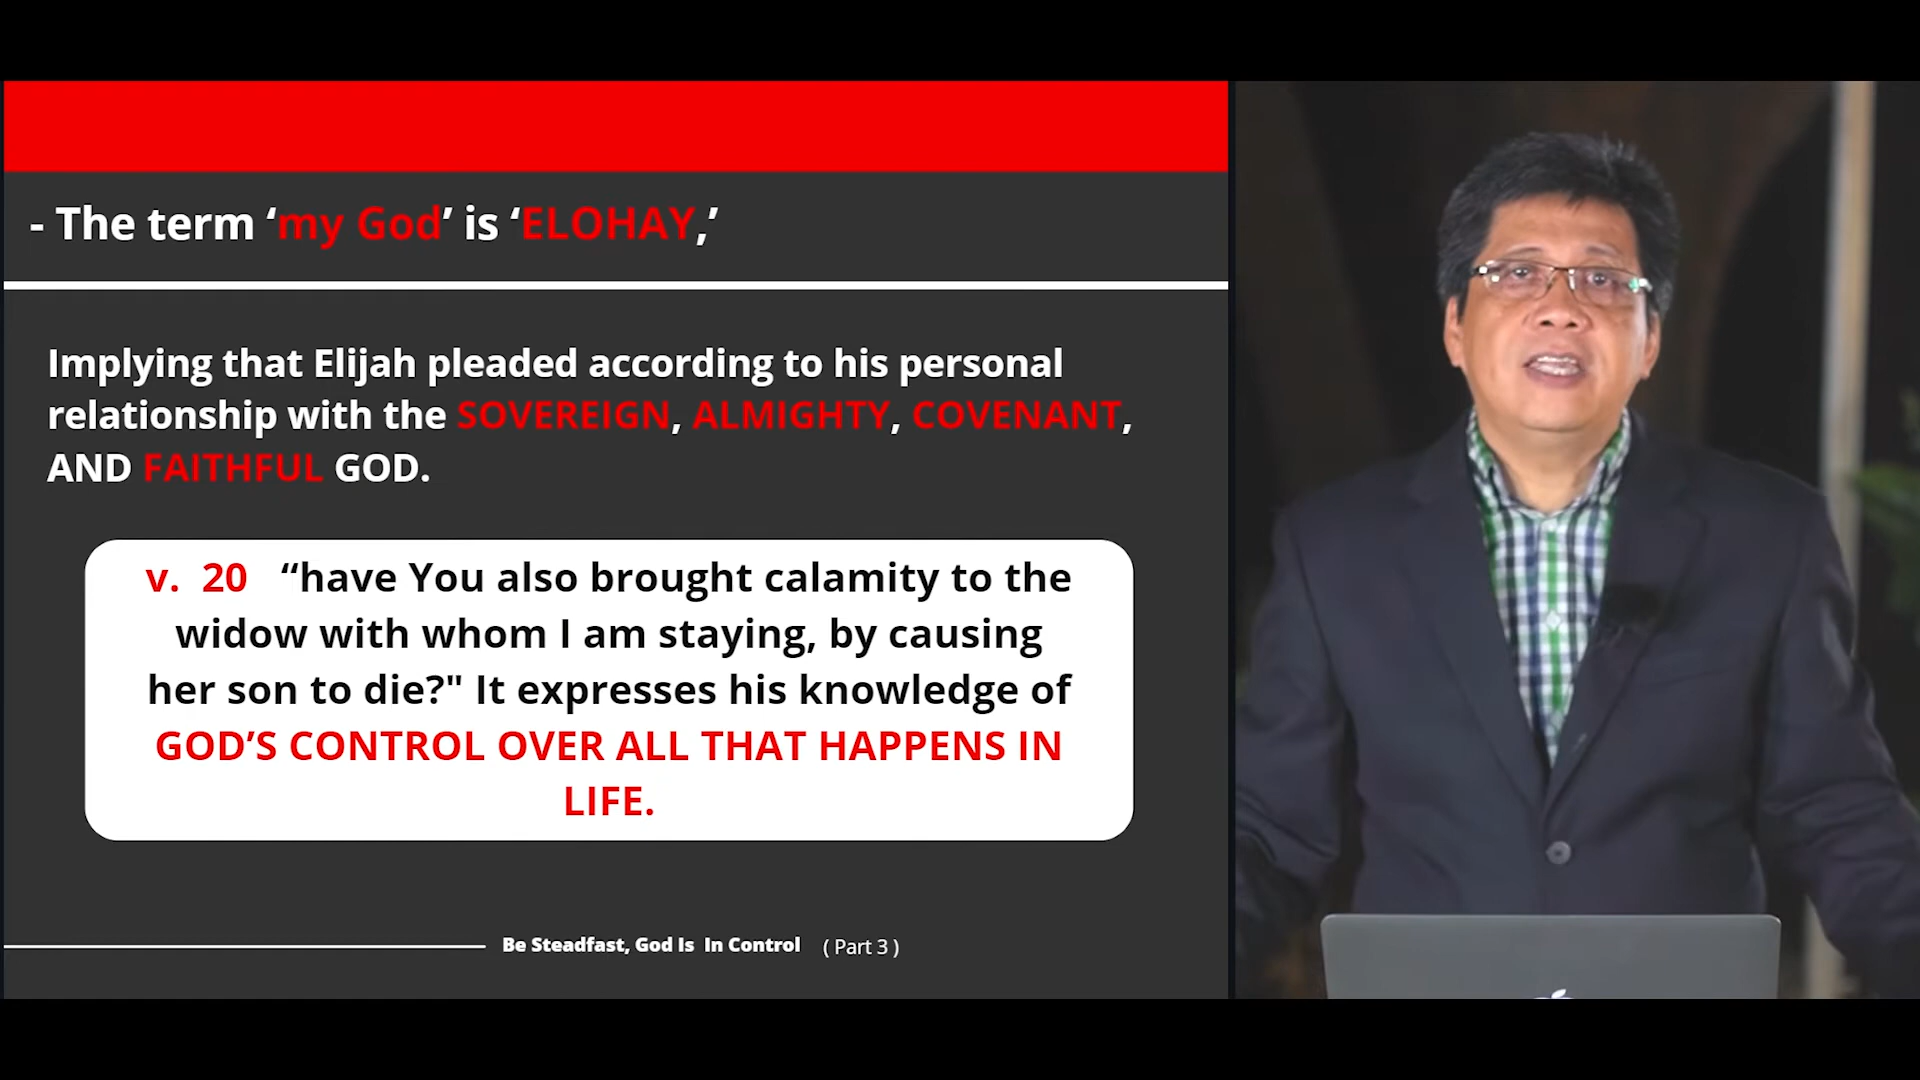 - The term ‘my God’ is ‘ELOHAY,’
Implying that Elijah pleaded according to his personal
relationship with the SOVEREIGN, ALMIGHTY, COVENANT,
AND FAITHFUL GOD.
v. 20 “have You also brought calamity to the
widow with whom I am staying, by causing
her son to die?" It expresses his knowledge of
GOD’S CONTROL OVER ALL THAT HAPPENS IN
LIFE.
Be Steadfast, God Is In Control ( Part 3 )